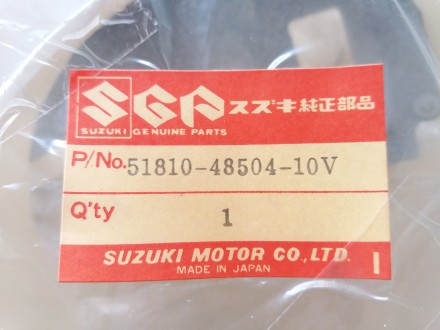 SGP スズキ純正部品
SUZUKI GENUINE PARTS
P/No. 51810-48504-10V
Q'ty 1
SUZUKI MOTOR CO.,LTD.
MADE IN JAPAN
I